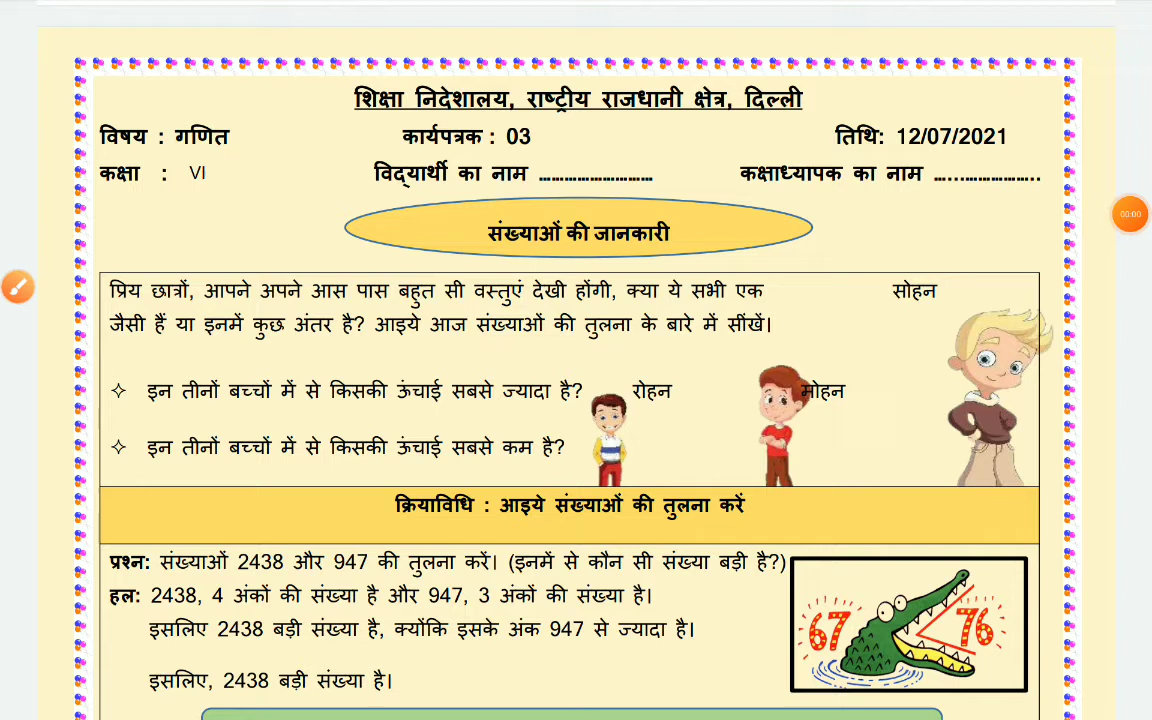 शिक्षा निदेशालय, राष्ट्रीय राजधानी क्षेत्र, दिल्ली
विषय : गणित कार्यपत्रक : 03 तिथि: 12/07/2021
कक्षा : VI विद्यार्थी का नाम ........................... कक्षाध्यापक का नाम ......................
00:00
संख्याओं की जानकारी
प्रिय छात्रों, आपने अपने आस पास बहुत सी वस्तुएं देखी होंगी, क्या ये सभी एक सोहन
जैसी हैं या इनमें कुछ अंतर है? आइये आज संख्याओं की तुलना के बारे में सींखें।
✧ इन तीनों बच्चों में से किसकी ऊंचाई सबसे ज्यादा है? रोहन मोहन
✧ इन तीनों बच्चों में से किसकी ऊंचाई सबसे कम है?
क्रियाविधि : आइये संख्याओं की तुलना करें
प्रश्न: संख्याओं 2438 और 947 की तुलना करें। (इनमें से कौन सी संख्या बड़ी है?)
हल: 2438, 4 अंकों की संख्या है और 947, 3 अंकों की संख्या है।
इसलिए 2438 बड़ी संख्या है, क्योंकि इसके अंक 947 से ज्यादा है।
67 76
इसलिए, 2438 बड़ी संख्या है।